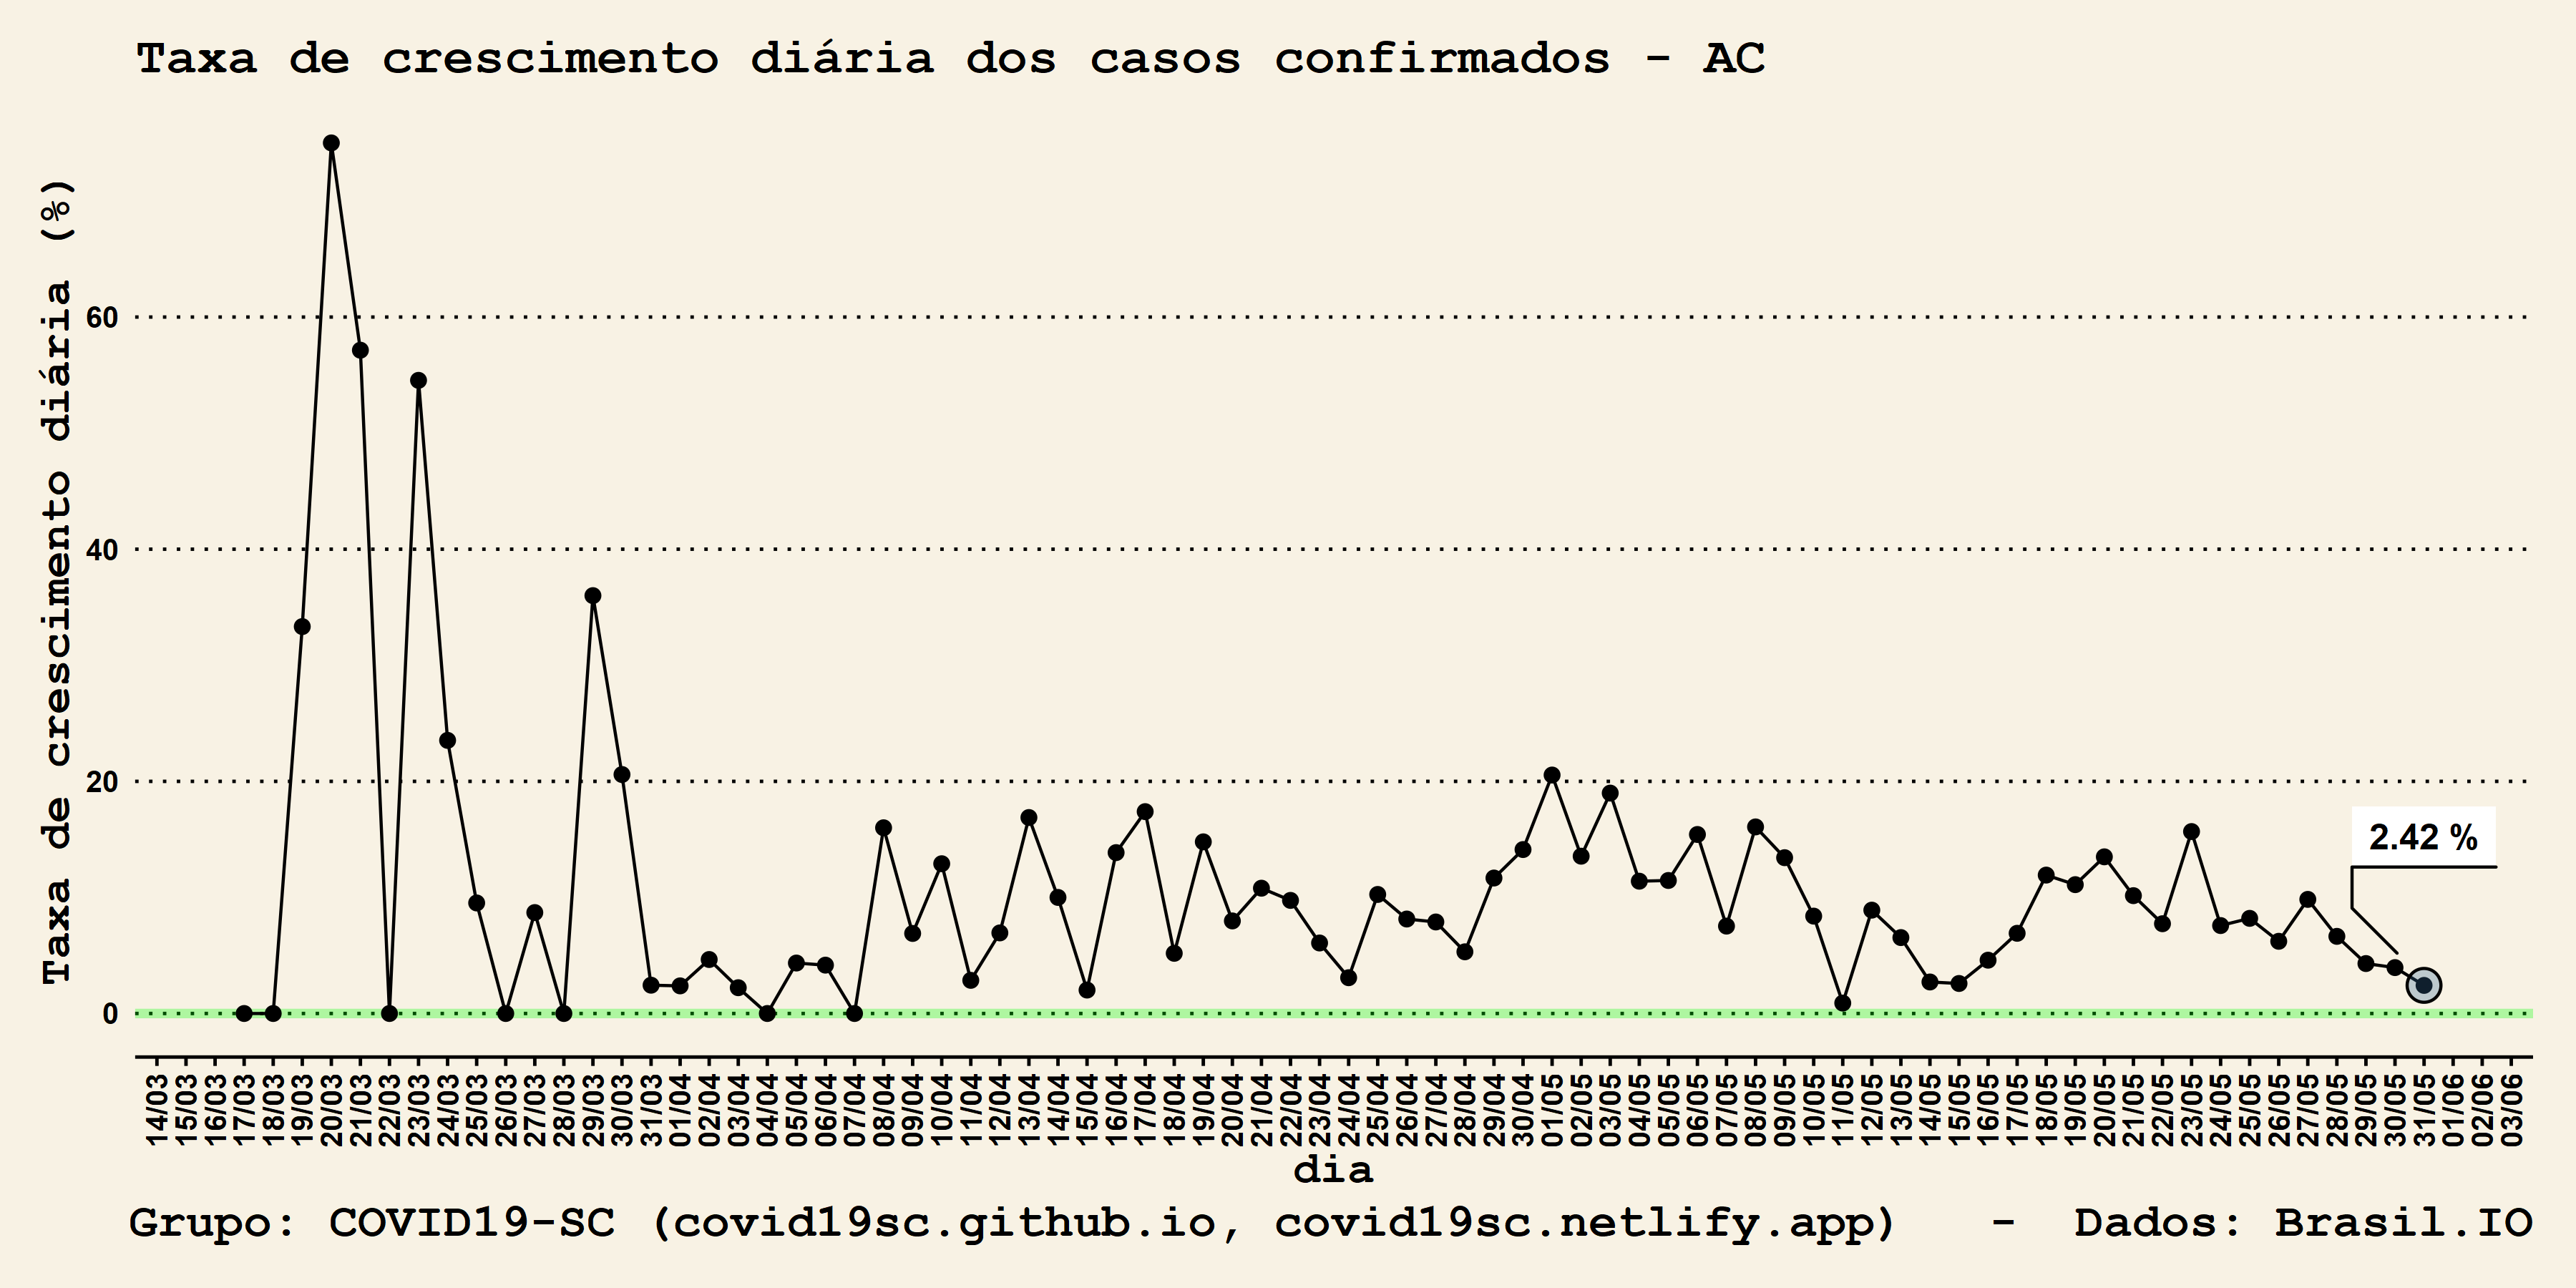 Taxa de crescimento diária dos casos confirmados - AC
Taxa de crescimento diária (%)
60
40
20
0
2.42 %
14/03 15/03 16/03 17/03 18/03 19/03 20/03 21/03 22/03 23/03 24/03 25/03 26/03 27/03 28/03 29/03 30/03 31/03 01/04 02/04 03/04 04/04 05/04 06/04 07/04 08/04 09/04 10/04 11/04 12/04 13/04 14/04 15/04 16/04 17/04 18/04 19/04 20/04 21/04 22/04 23/04 24/04 25/04 26/04 27/04 28/04 29/04 30/04 01/05 02/05 03/05 04/05 05/05 06/05 07/05 08/05 09/05 10/05 11/05 12/05 13/05 14/05 15/05 16/05 17/05 18/05 19/05 20/05 21/05 22/05 23/05 24/05 25/05 26/05 27/05 28/05 29/05 30/05 31/05 01/06 02/06 03/06
dia
Grupo: COVID19-SC (covid19sc.github.io, covid19sc.netlify.app) - Dados: Brasil.IO